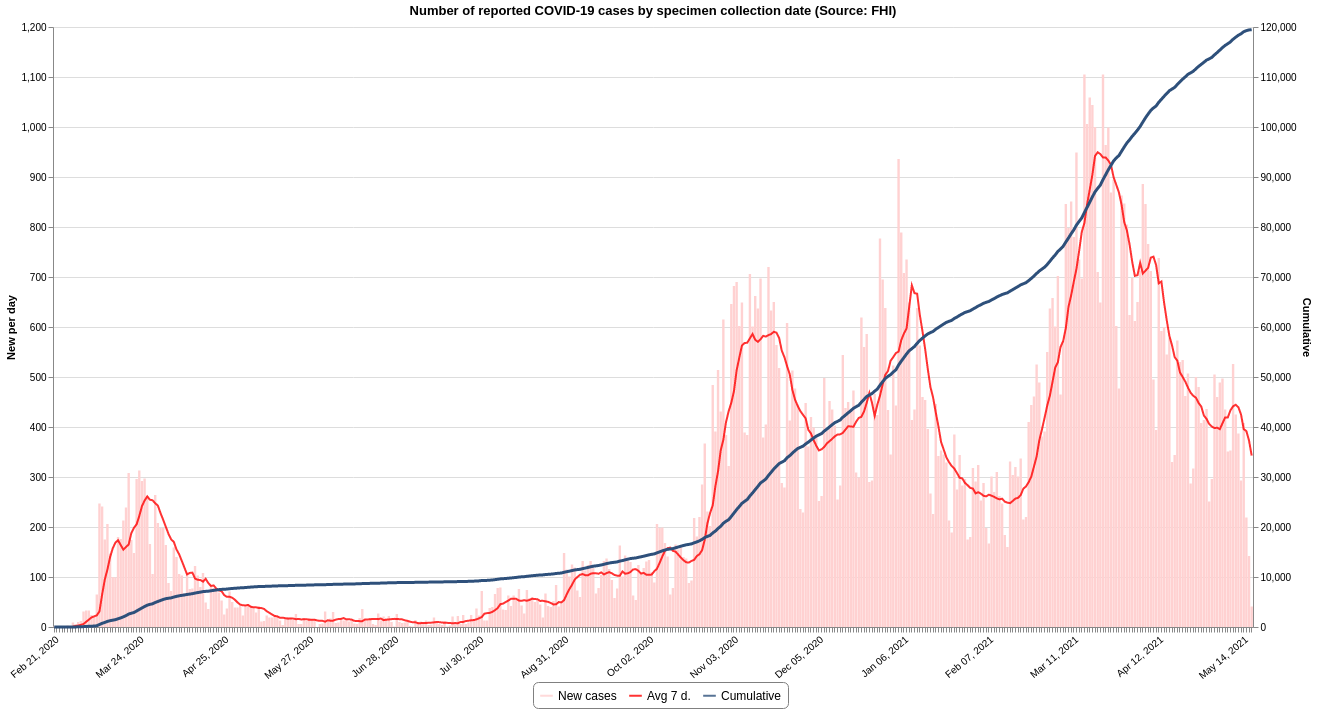 Number of reported COVID-19 cases by specimen collection date (Source: FHI)
1,200
1,100
1,000
900
800
700
600
500
400
300
200
100
0
New per day
120,000
110,000
100,000
90,000
80,000
70,000
60,000
50,000
40,000
30,000
20,000
10,000
0
Cumulative
Feb 21, 2020
Mar 24, 2020
Apr 25, 2020
May 27, 2020
Jun 28, 2020
Jul 30, 2020
Aug 31, 2020
Oct 02, 2020
Nov 03, 2020
Dec 05, 2020
Jan 06, 2021
Feb 07, 2021
Mar 11, 2021
Apr 12, 2021
May 14, 2021
New cases Avg 7 d. Cumulative